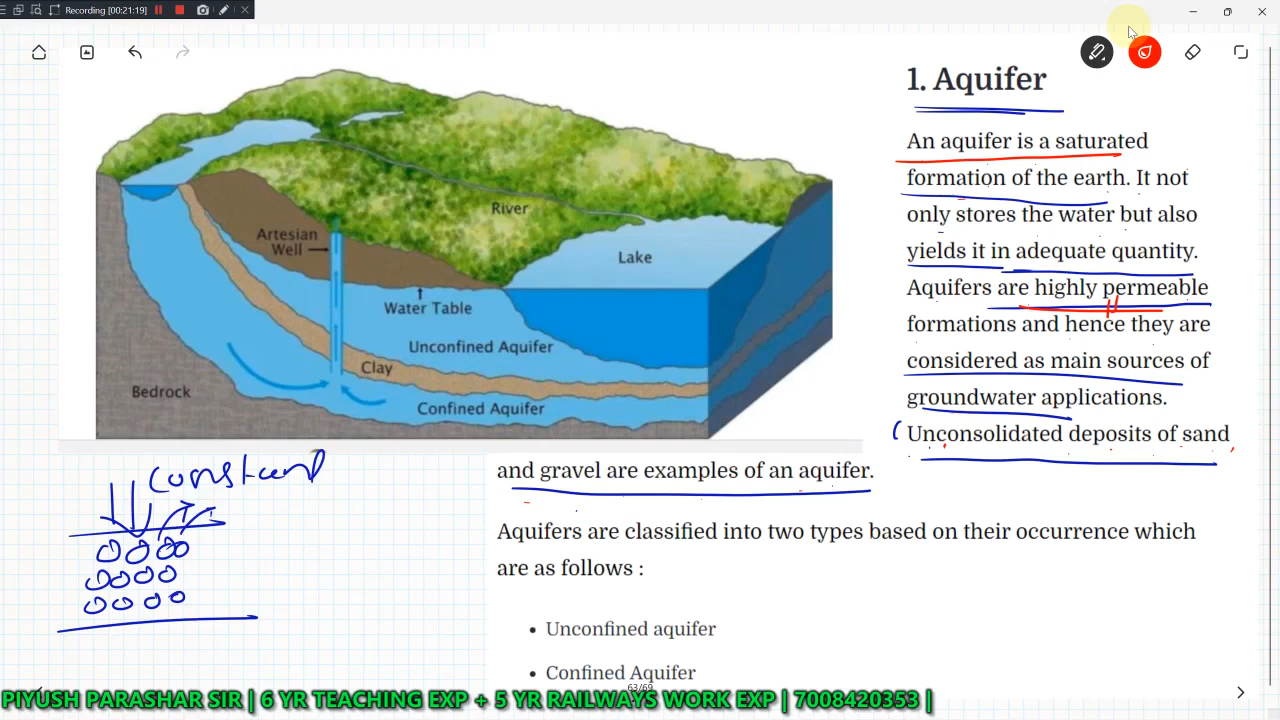 Recording [00:21:19]
1. Aquifer
An aquifer is a saturated
formation of the earth. It not
only stores the water but also
yields it in adequate quantity.
Aquifers are highly permeable
formations and hence they are
considered as main sources of
groundwater applications.
Unconsolidated deposits of sand
and gravel are examples of an aquifer.
Aquifers are classified into two types based on their occurrence which
are as follows :
• Unconfined aquifer
• Confined Aquifer
River
Artesian
Well
Lake
Water Table
Unconfined Aquifer
Clay
Bedrock
Confined Aquifer
Constant
63/69
PIYUSH PARASHAR SIR | 6 YR TEACHING EXP + 5 YR RAILWAYS WORK EXP | 7008420353 |